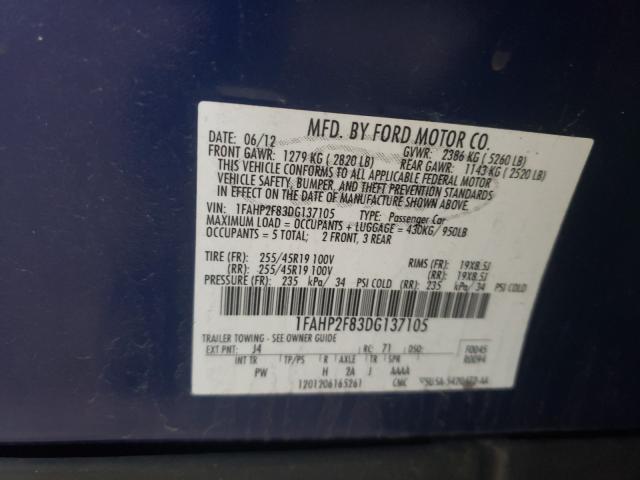 MFD. BY FORD MOTOR CO.
DATE: 06/12 GVWR: 2386 KG ( 5260 LB)
FRONT GAWR: 1279 KG ( 2820 LB) REAR GAWR: 1143 KG ( 2520 LB)
THIS VEHICLE CONFORMS TO ALL APPLICABLE FEDERAL MOTOR
VEHICLE SAFETY, BUMPER, AND THEFT PREVENTION STANDARDS
IN EFFECT ON THE DATE OF MANUFACTURE SHOWN ABOVE.
VIN: 1FAHP2F83DG137105 TYPE: Passenger Car
MAXIMUM LOAD = OCCUPANTS + LUGGAGE = 430KG/ 950LB
OCCUPANTS = 5 TOTAL; 2 FRONT, 3 REAR
TIRE (FR): 255/45R19 100V RIMS (FR): 19X8.5J
(RR): 255/45R19 100V (RR): 19X8.5J
PRESSURE (FR): 235 kPa/ 34 PSI COLD (RR): 235 kPa/ 34 PSI COLD
1FAHP2F83DG137105
TRAILER TOWING - SEE OWNER GUIDE
EXT PNT: J4 RC: 71 DSO: F0045
INT TR TP/PS R AXLE TR SPR R0094
PW H 2A J AAAA
1201206165261 CMC